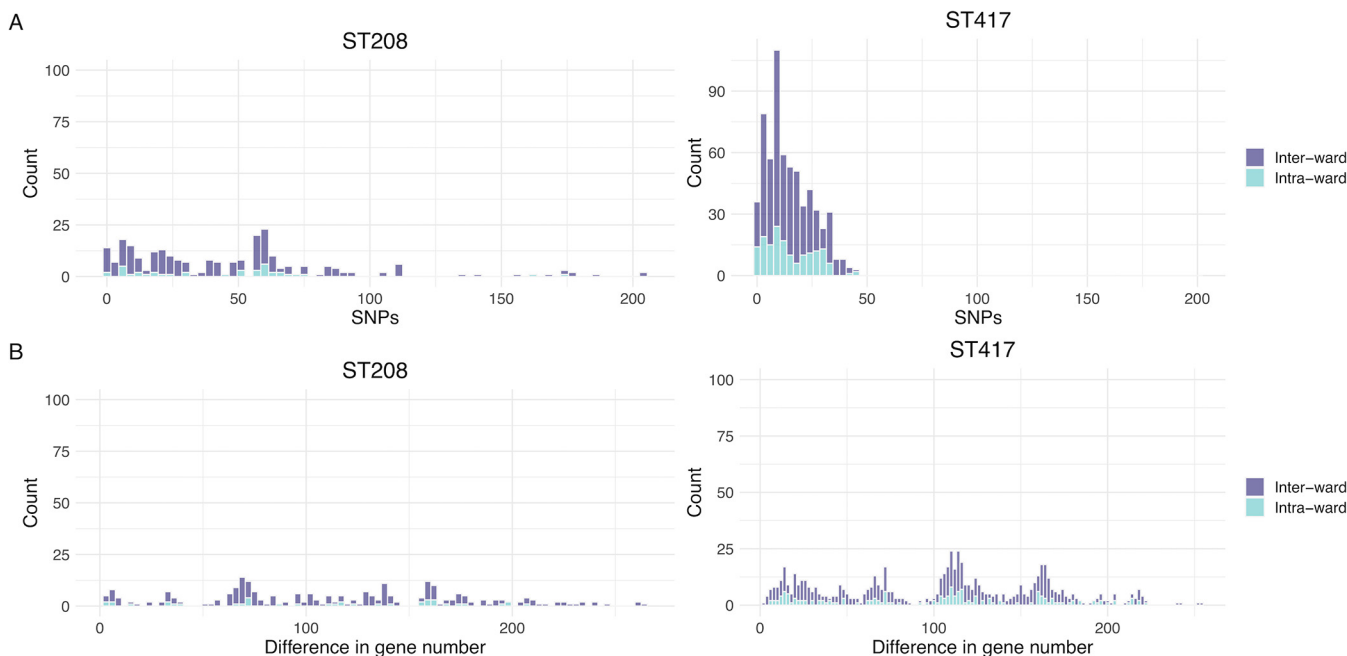 A
ST208
ST417
Count
100
75
50
25
0
0
50
100
150
200
SNPs
Count
90
60
30
0
0
50
100
150
200
SNPs
Inter-ward
Intra-ward
B
ST208
ST417
Count
100
75
50
25
0
0
100
200
Difference in gene number
Count
100
75
50
25
0
0
100
200
Difference in gene number
Inter-ward
Intra-ward